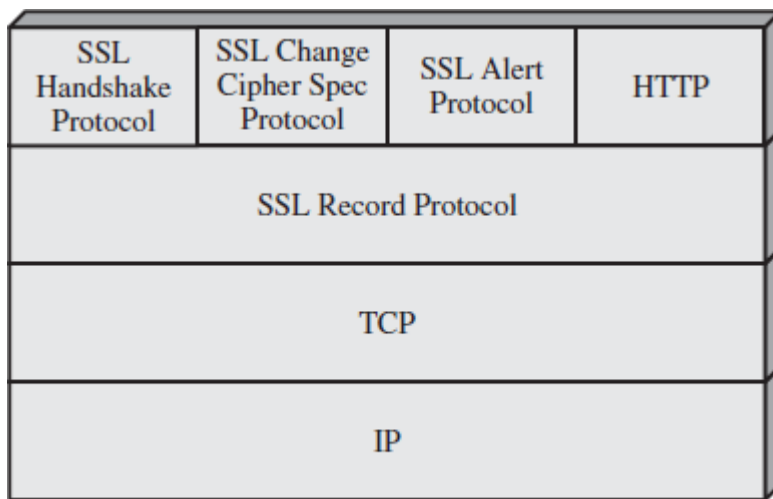 SSL
Handshake
Protocol
SSL Change
Cipher Spec
Protocol
SSL Alert
Protocol
HTTP
SSL Record Protocol
TCP
IP